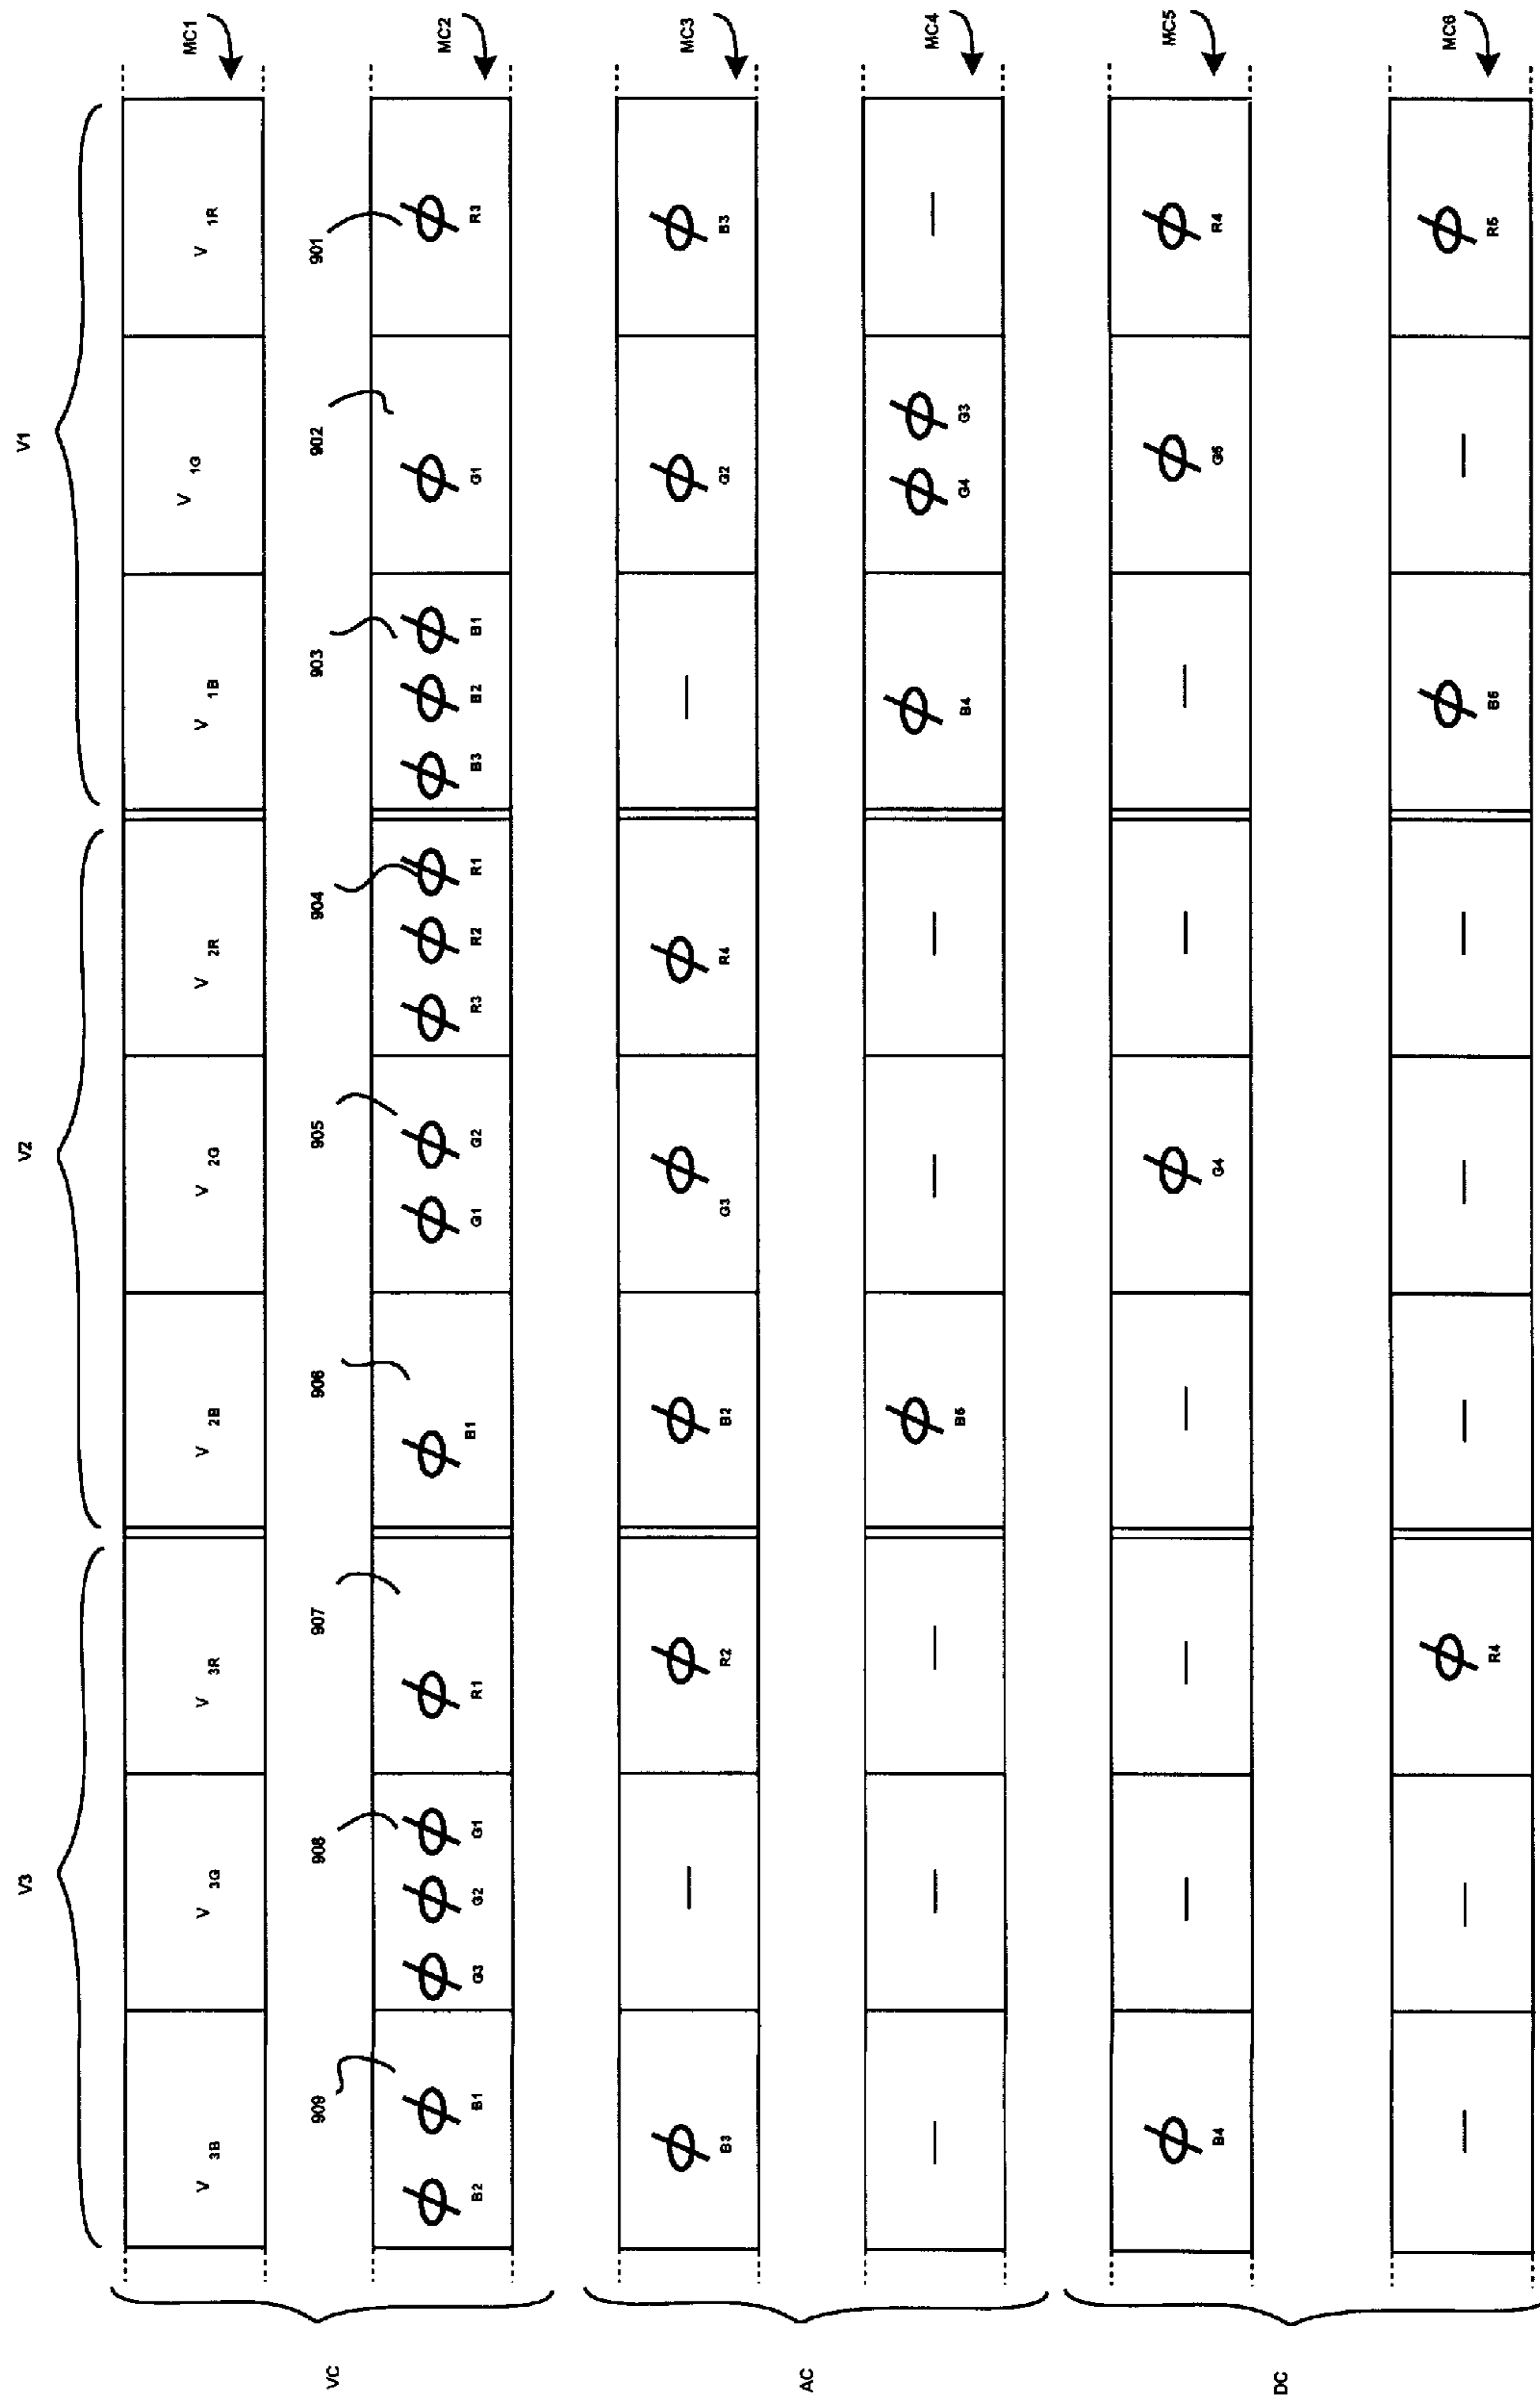 V3 V2 V1
VC
V 3B V 3G V 3R V 2B V 2G V 2R V 1B V 1G V 1R MC1
909 908 907 906 905 904 903 902 901
ϕ ϕ ϕ ϕ ϕ ϕ ϕ ϕ ϕ ϕ ϕ ϕ ϕ ϕ ϕ ϕ ϕ MC2
B2 B1 G3 G2 G1 R1 B1 G1 G2 R3 R2 R1 B3 B2 B1 G1 R3
AC
ϕ — ϕ ϕ ϕ ϕ — ϕ ϕ MC3
B3 R2 B2 G3 R4 G2 B3
— — — ϕ — — ϕ ϕ ϕ — MC4
B5 B4 G4 G3
DC
ϕ — — — ϕ — — ϕ ϕ MC5
B4 G4 G5 R4
— — ϕ — — — ϕ — ϕ MC6
R4 B5 R5